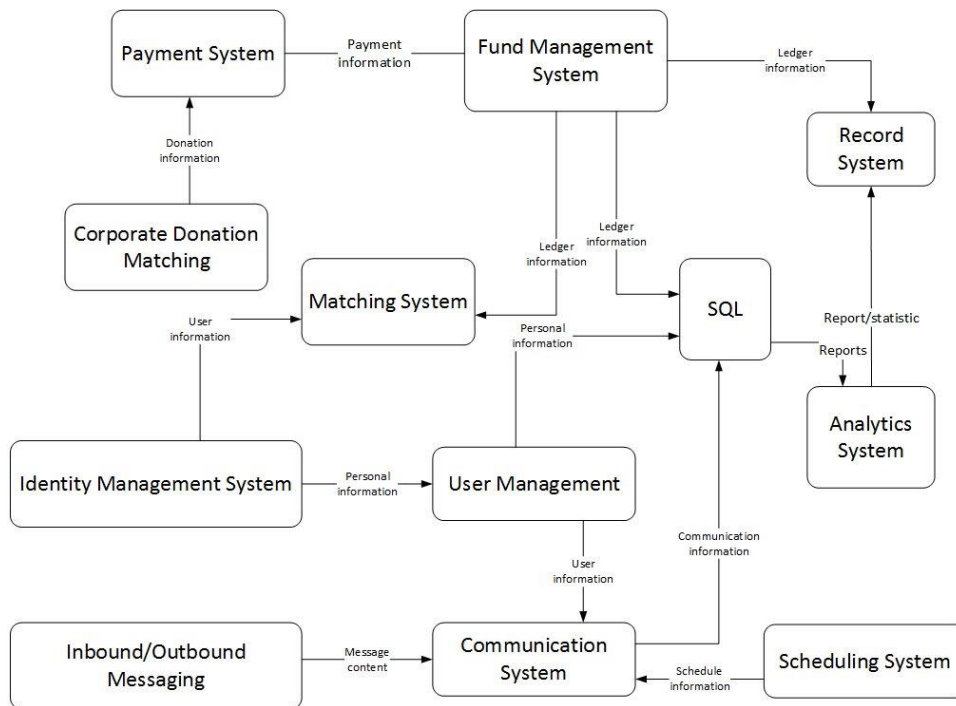 Payment System
Payment
information
Fund Management
System
Ledger
information
Donation
information
Record
System
Corporate Donation
Matching
Ledger
information
Ledger
information
Matching System
SQL
User
information
Personal
information
Report/statistic
Reports
Analytics
System
Identity Management System
Personal
information
User Management
Communication
information
User
information
Inbound/Outbound
Messaging
Message
content
Communication
System
Schedule
information
Scheduling System